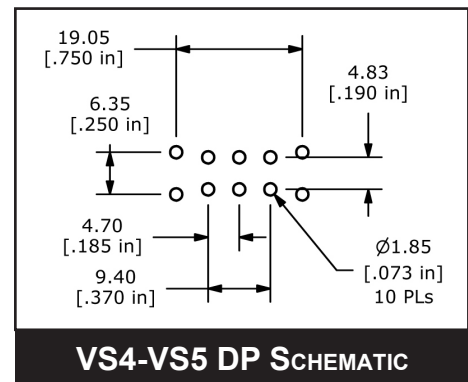 19.05
[.750 in]
4.83
[.190 in]
6.35
[.250 in]
4.70
[.185 in]
9.40
[.370 in]
Ø1.85
[.073 in]
10 PLs
VS4-VS5 DP SCHEMATIC